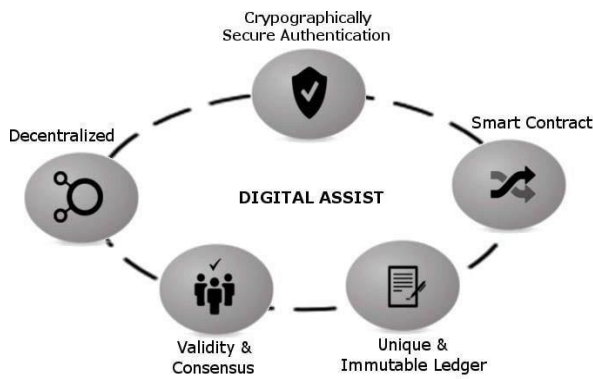 Crypographically
Secure Authentication
Decentralized
Smart Contract
DIGITAL ASSIST
Validity &
Consensus
Unique &
Immutable Ledger